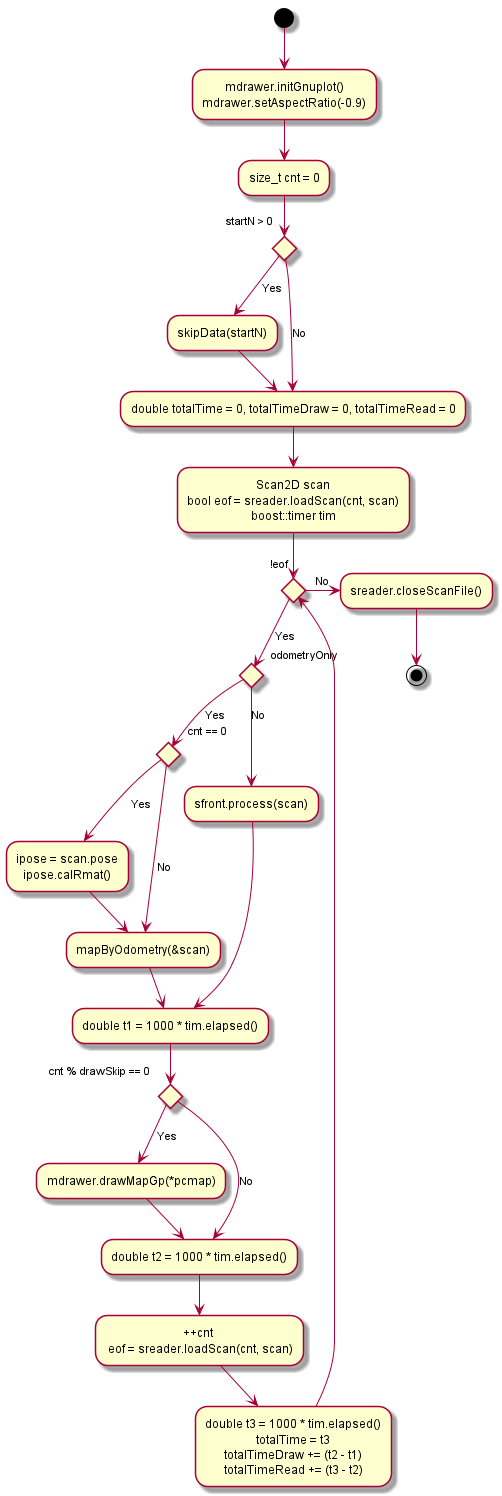 mdrawer.initGnuplot()
mdrawer.setAspectRatio(-0.9)
size_t cnt = 0
startN > 0
Yes
No
skipData(startN)
double totalTime = 0, totalTimeDraw = 0, totalTimeRead = 0
Scan2D scan
bool eof = sreader.loadScan(cnt, scan)
boost::timer tim
!eof
No
sreader.closeScanFile()
Yes
odometryOnly
Yes
No
cnt == 0
Yes
sfront.process(scan)
ipose = scan.pose
ipose.calRmat()
No
mapByOdometry(&scan)
double t1 = 1000 * tim.elapsed()
cnt % drawSkip == 0
Yes
mdrawer.drawMapGp(*pcmap)
No
double t2 = 1000 * tim.elapsed()
++cnt
eof = sreader.loadScan(cnt, scan)
double t3 = 1000 * tim.elapsed()
totalTime = t3
totalTimeDraw += (t2 - t1)
totalTimeRead += (t3 - t2)